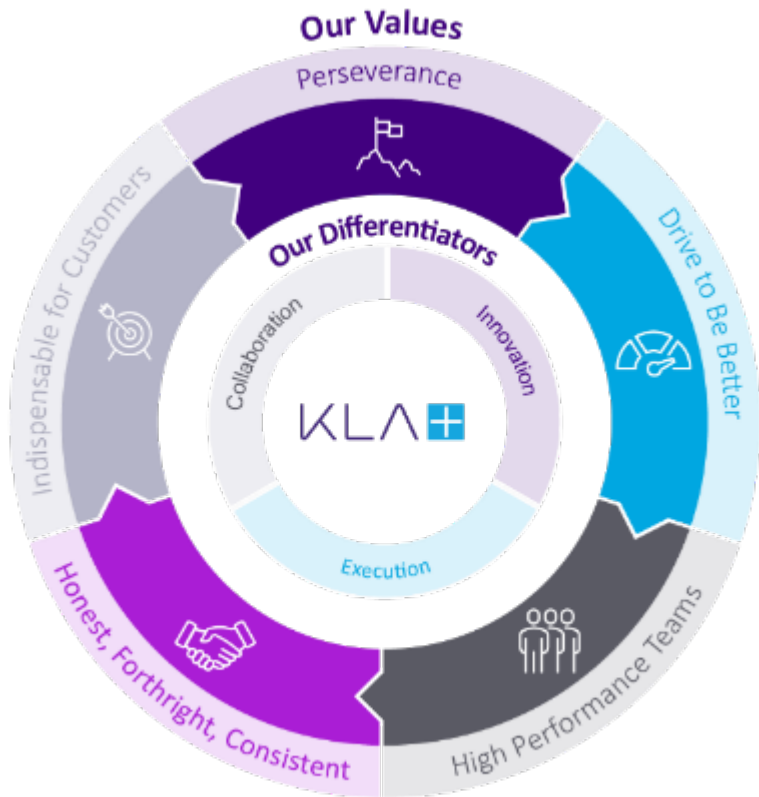 Our Values
Perseverance
Drive to Be Better
High Performance Teams
Honest, Forthright, Consistent
Indispensable for Customers
Our Differentiators
Innovation
Execution
Collaboration
KLA